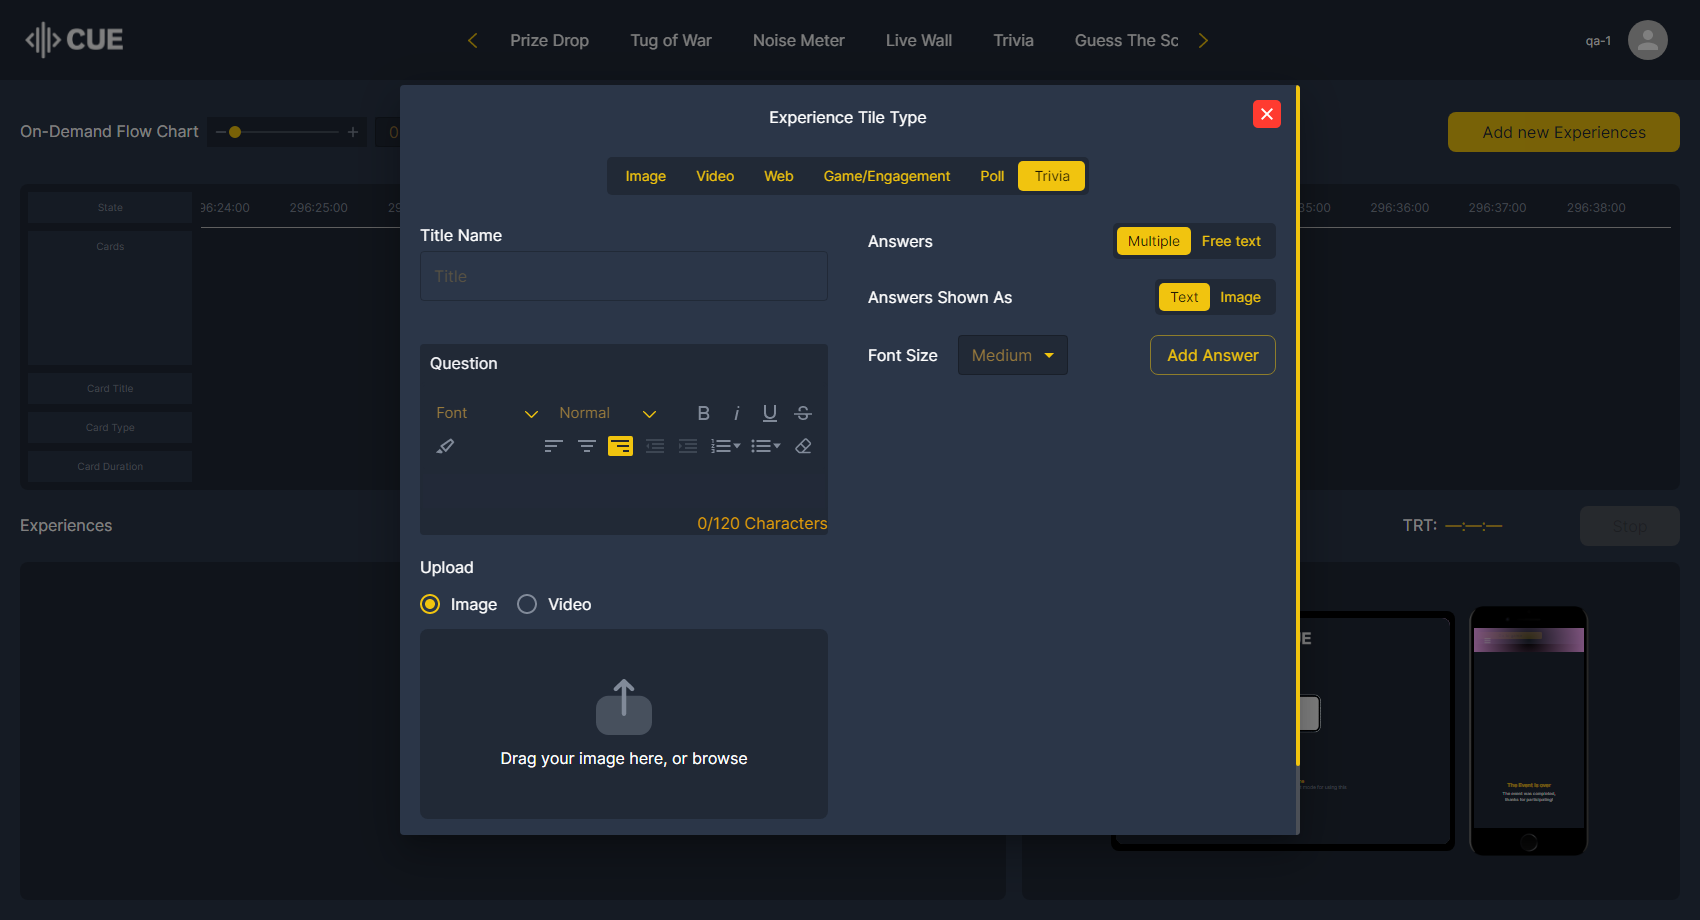 CUE
Prize Drop
Tug of War
Noise Meter
Live Wall
Trivia
Guess The Sc
qa-1
On-Demand Flow Chart
0
Add new Experiences
Experience Tile Type
Image
Video
Web
Game/Engagement
Poll
Trivia
State
96:24:00
296:25:00
29
35:00
296:36:00
296:37:00
296:38:00
Cards
Card Title
Card Type
Card Duration
Title Name
Title
Answers
Multiple
Free text
Answers Shown As
Text
Image
Font Size
Medium
Add Answer
Question
Font
Normal
B
i
U
S
0/120 Characters
Upload
Image
Video
Drag your image here, or browse
Experiences
TRT: —:—:—
Stop
UE
The Event is over
The event was completed,
thanks for participating!